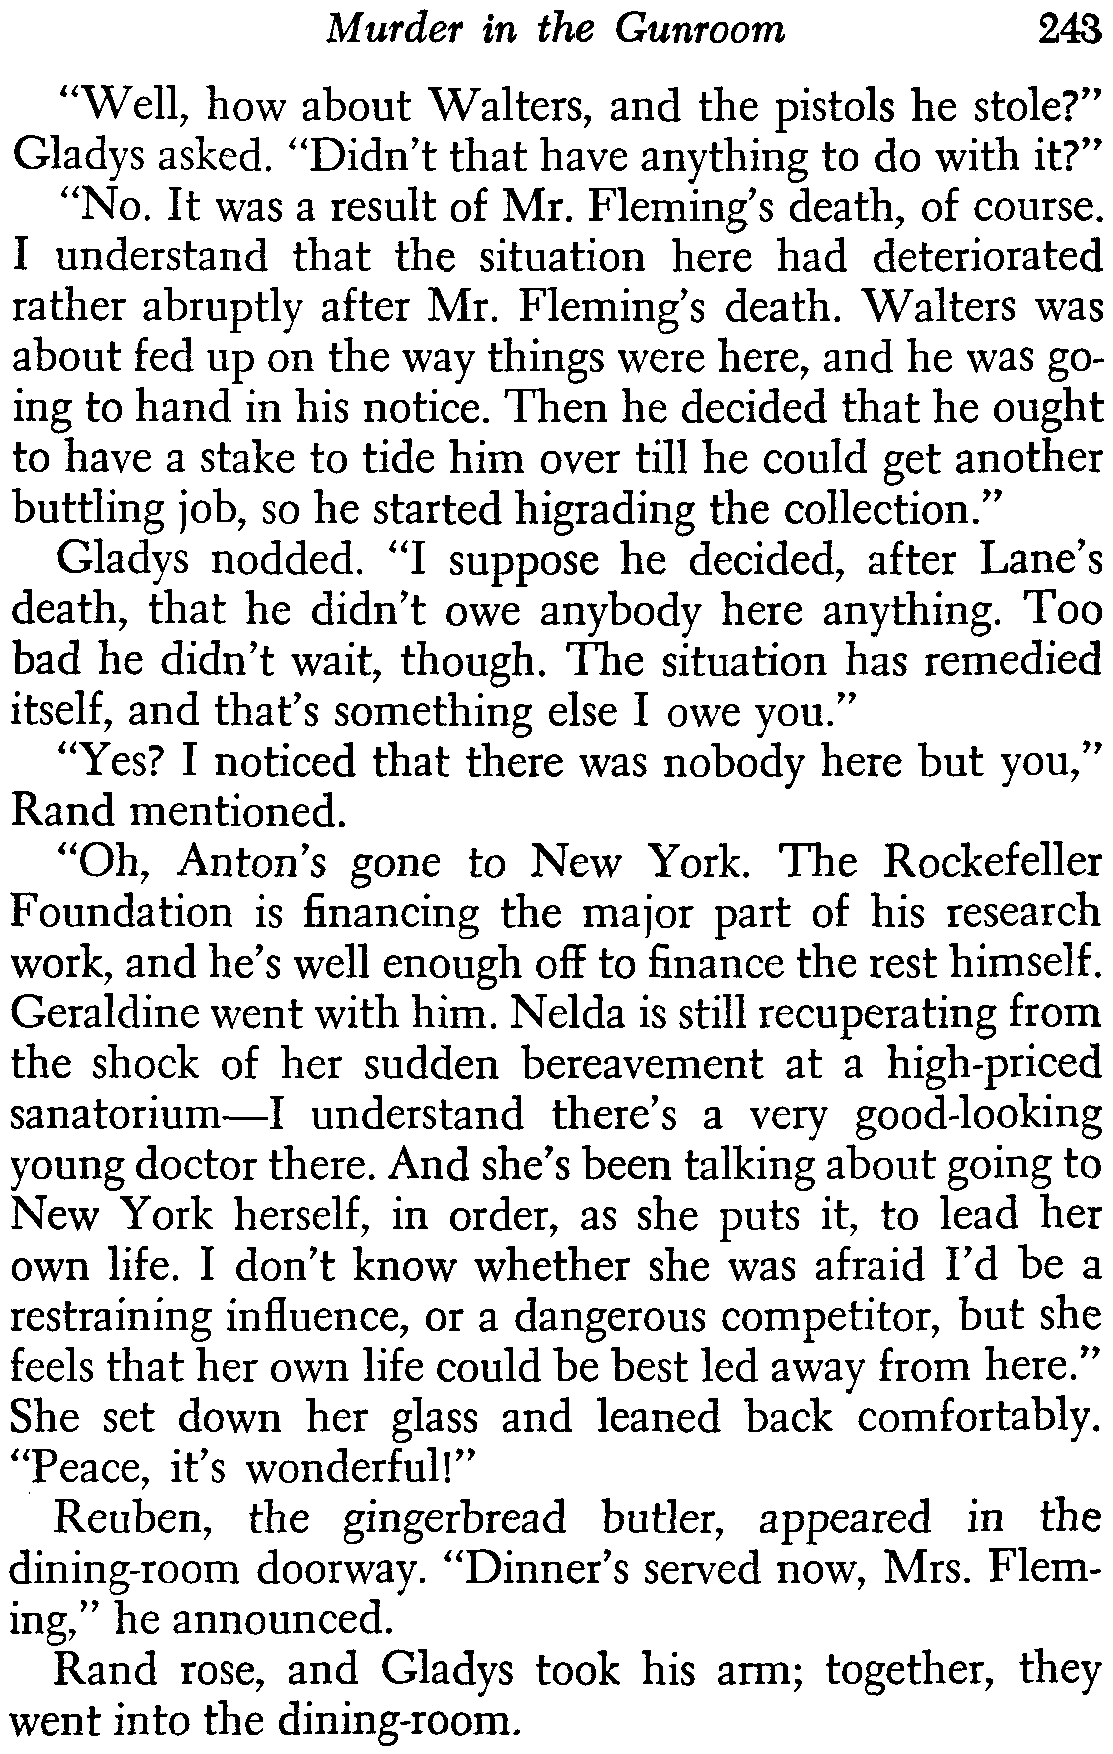 Murder in the Gunroom 243
“Well, how about Walters, and the pistols he stole?”
Gladys asked. “Didn’t that have anything to do with it?”
“No. It was a result of Mr. Fleming’s death, of course.
I understand that the situation here had deteriorated
rather abruptly after Mr. Fleming’s death. Walters was
about fed up on the way things were here, and he was go-
ing to hand in his notice. Then he decided that he ought
to have a stake to tide him over till he could get another
buttling job, so he started higrading the collection.”
Gladys nodded. “I suppose he decided, after Lane’s
death, that he didn’t owe anybody here anything. Too
bad he didn’t wait, though. The situation has remedied
itself, and that’s something else I owe you.”
“Yes? I noticed that there was nobody here but you,”
Rand mentioned.
“Oh, Anton’s gone to New York. The Rockefeller
Foundation is financing the major part of his research
work, and he’s well enough off to finance the rest himself.
Geraldine went with him. Nelda is still recuperating from
the shock of her sudden bereavement at a high-priced
sanatorium—I understand there’s a very good-looking
young doctor there. And she’s been talking about going to
New York herself, in order, as she puts it, to lead her
own life. I don’t know whether she was afraid I’d be a
restraining influence, or a dangerous competitor, but she
feels that her own life could be best led away from here.”
She set down her glass and leaned back comfortably.
“Peace, it’s wonderful!”
Reuben, the gingerbread butler, appeared in the
dining-room doorway. “Dinner’s served now, Mrs. Flem-
ing,” he announced.
Rand rose, and Gladys took his arm; together, they
went into the dining-room.